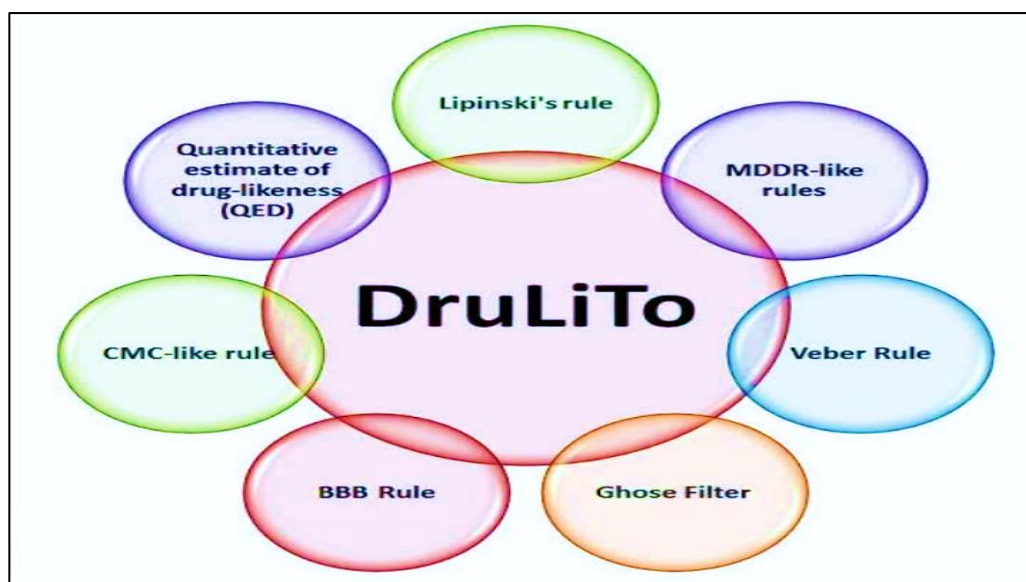 Lipinski's rule
Quantitative
estimate of
drug-likeness
(QED)
MDDR-like
rules
DruLiTo
CMC-like rule
Veber Rule
BBB Rule
Ghose Filter